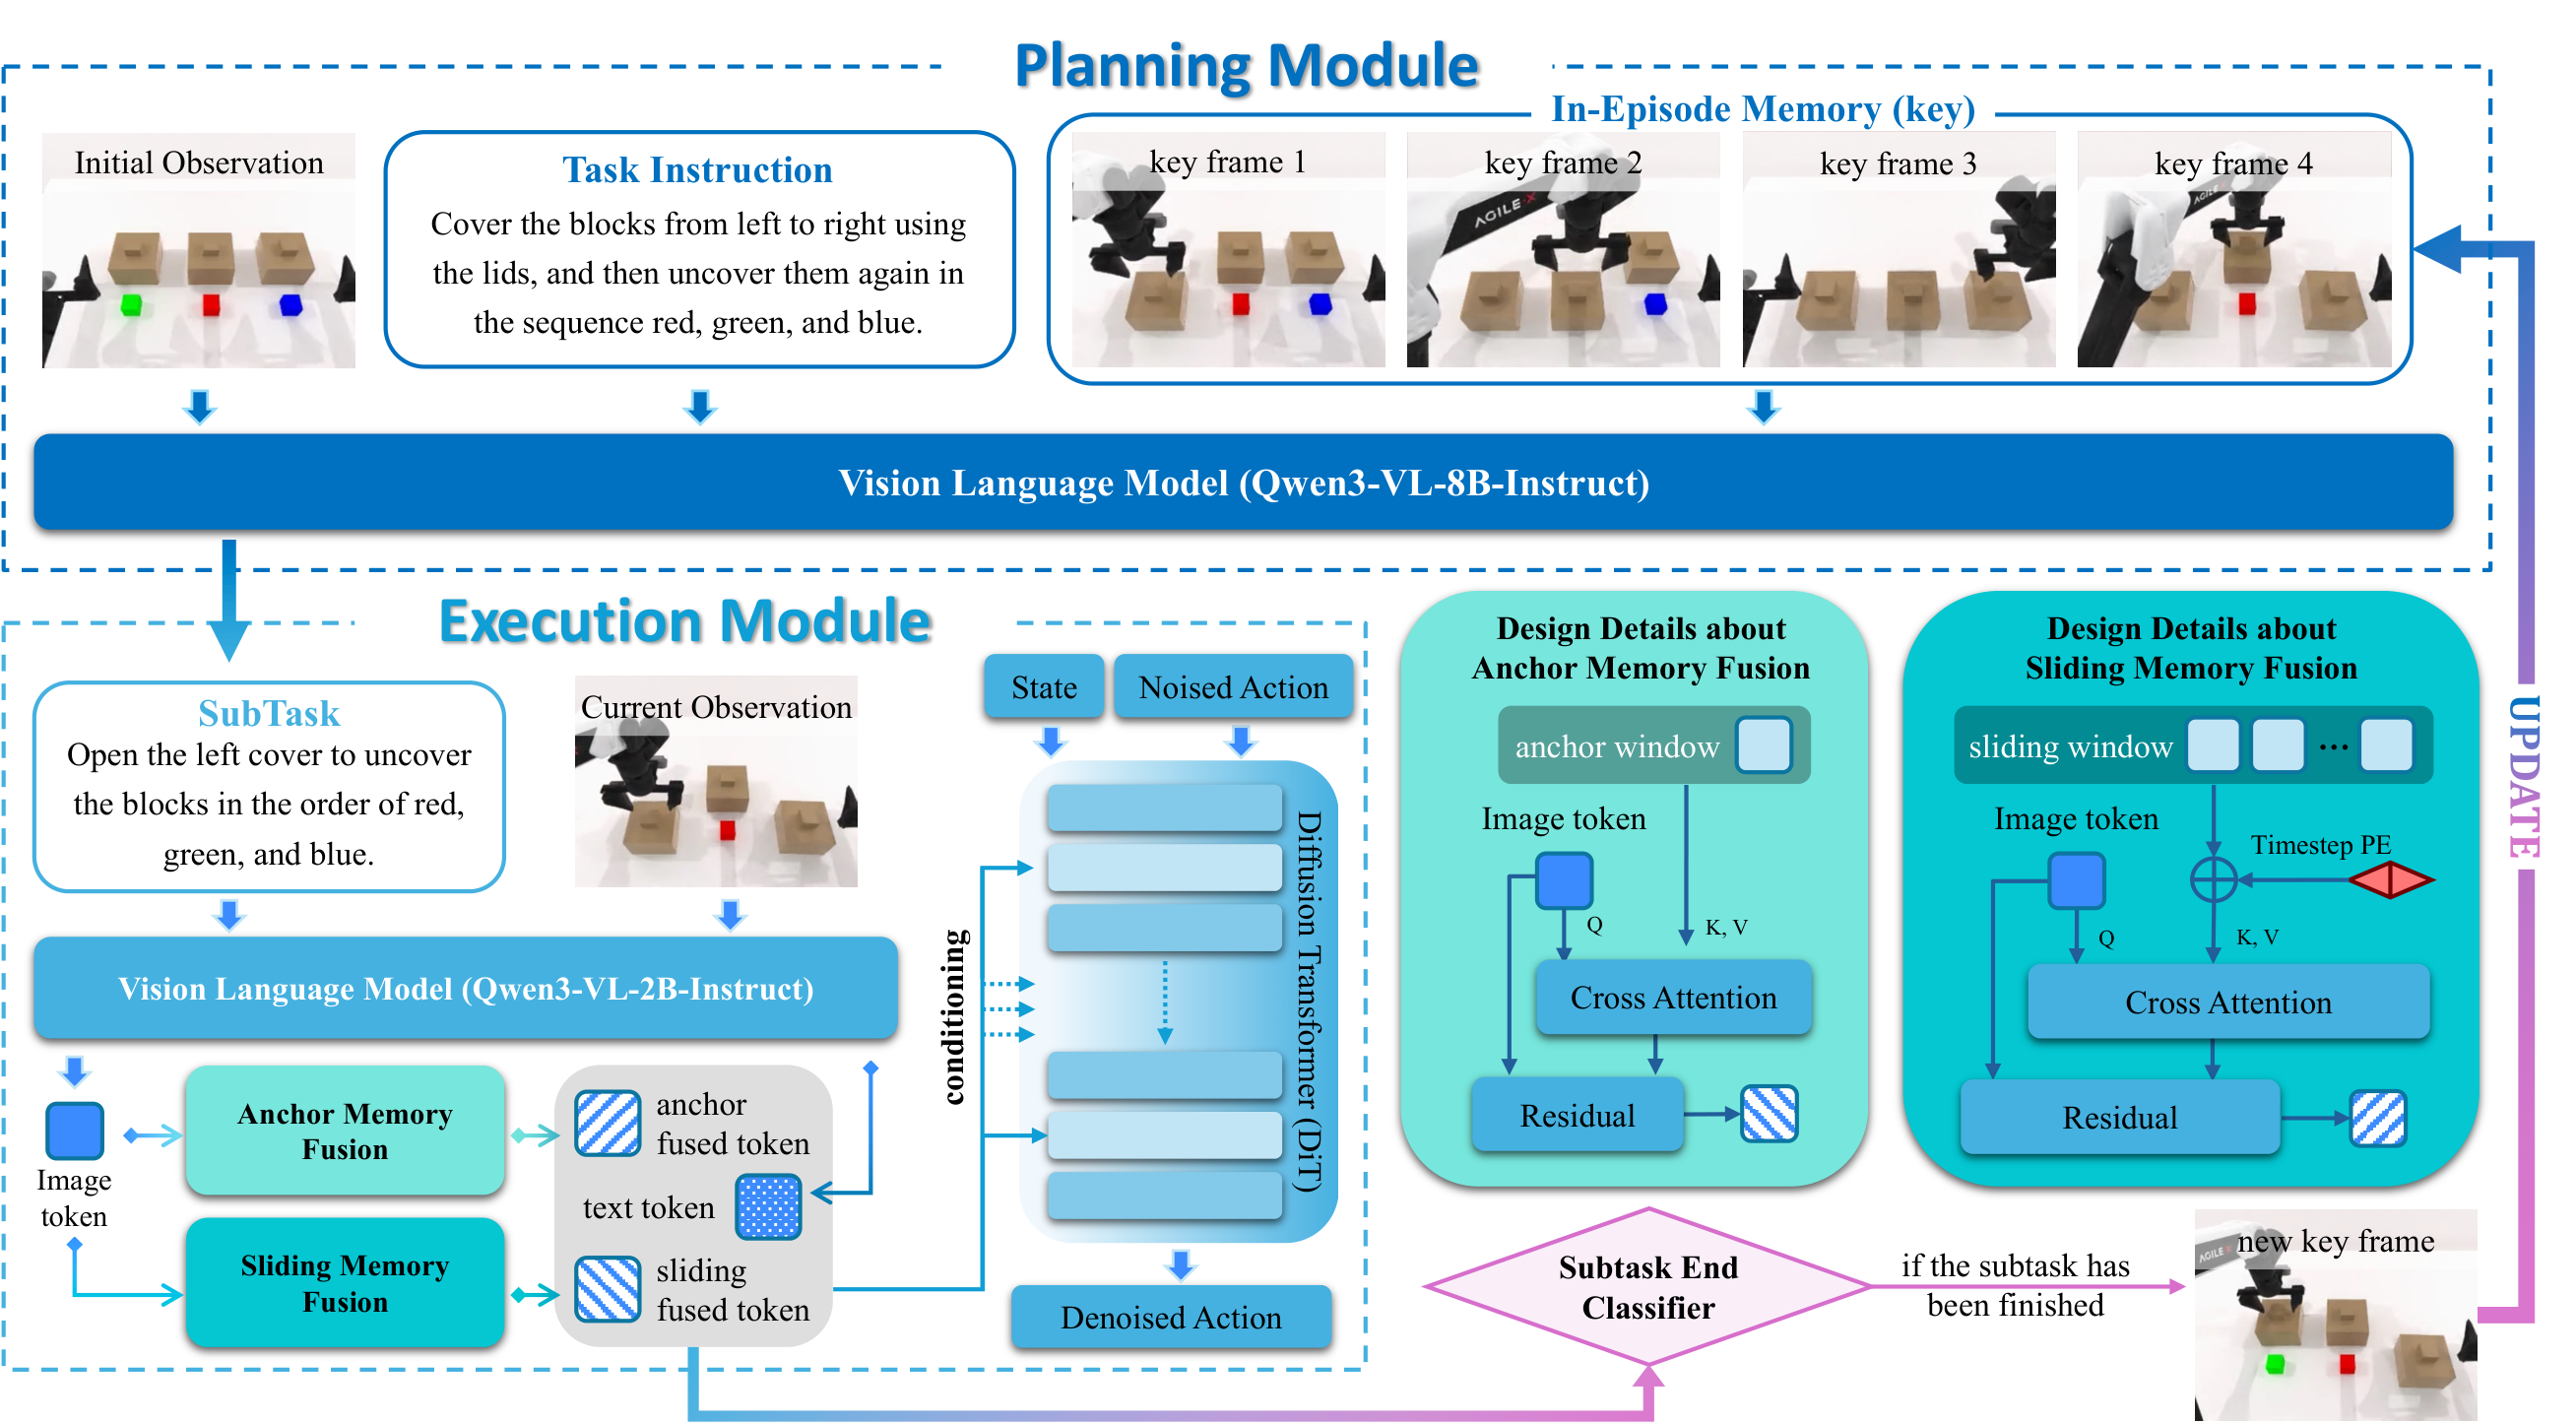 Planning Module
In-Episode Memory (key)
Initial Observation
Task Instruction
Cover the blocks from left to right using
the lids, and then uncover them again in
the sequence red, green, and blue.
key frame 1
key frame 2
AGILE·X
key frame 3
key frame 4
AGILE·X
Vision Language Model (Qwen3-VL-8B-Instruct)
Execution Module
SubTask
Open the left cover to uncover
the blocks in the order of red,
green, and blue.
Current Observation
Vision Language Model (Qwen3-VL-2B-Instruct)
Image
token
Anchor Memory
Fusion
Sliding Memory
Fusion
anchor
fused token
text token
sliding
fused token
conditioning
State
Noised Action
Diffusion Transformer (DiT)
Denoised Action
Design Details about
Anchor Memory Fusion
anchor window
Image token
Q
K, V
Cross Attention
Residual
Design Details about
Sliding Memory Fusion
sliding window
...
Image token
Timestep PE
Q
K, V
Cross Attention
Residual
Subtask End
Classifier
if the subtask has
been finished
new key frame
AGILE
UPDATE